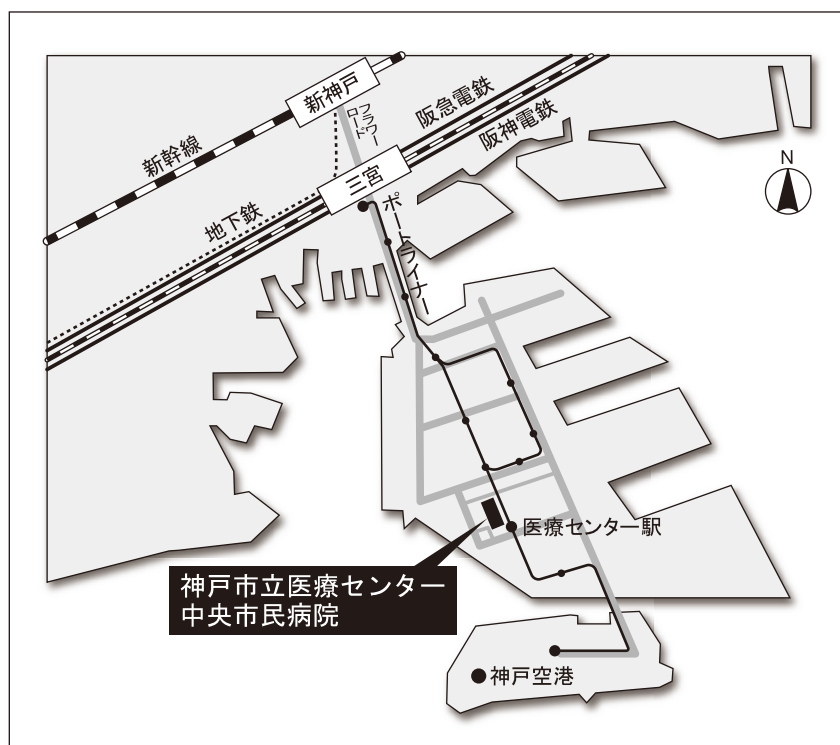 新神戸
フラワー
ロード
阪急電鉄
阪神電鉄
新幹線
三宮
地下鉄
ポートライナー
N
医療センター駅
神戸市立医療センター
中央市民病院
神戸空港